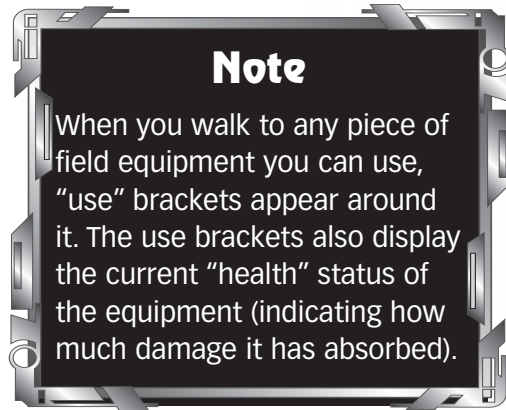 Note
When you walk to any piece of
field equipment you can use,
“use” brackets appear around
it. The use brackets also display
the current “health” status of
the equipment (indicating how
much damage it has absorbed).